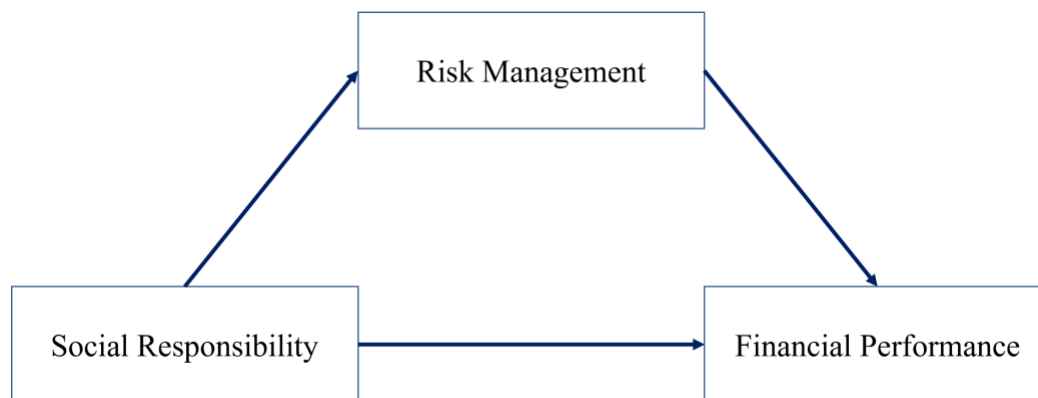 Risk Management
Social Responsibility
Financial Performance